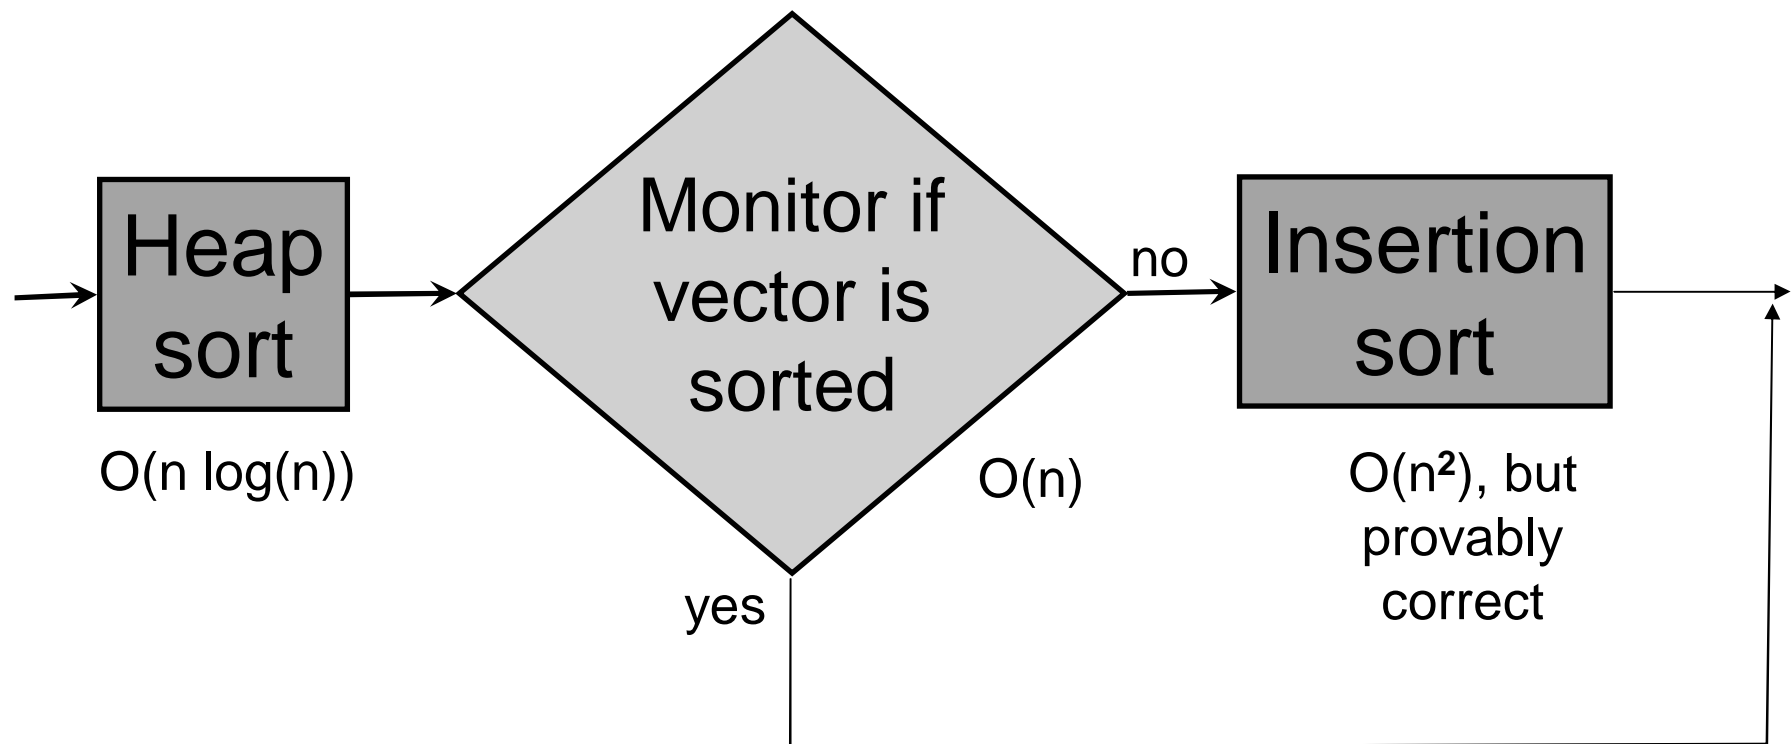 Heap
sort
O(n log(n))
Monitor if
vector is
sorted
O(n)
no
yes
Insertion
sort
O(n²), but
provably
correct